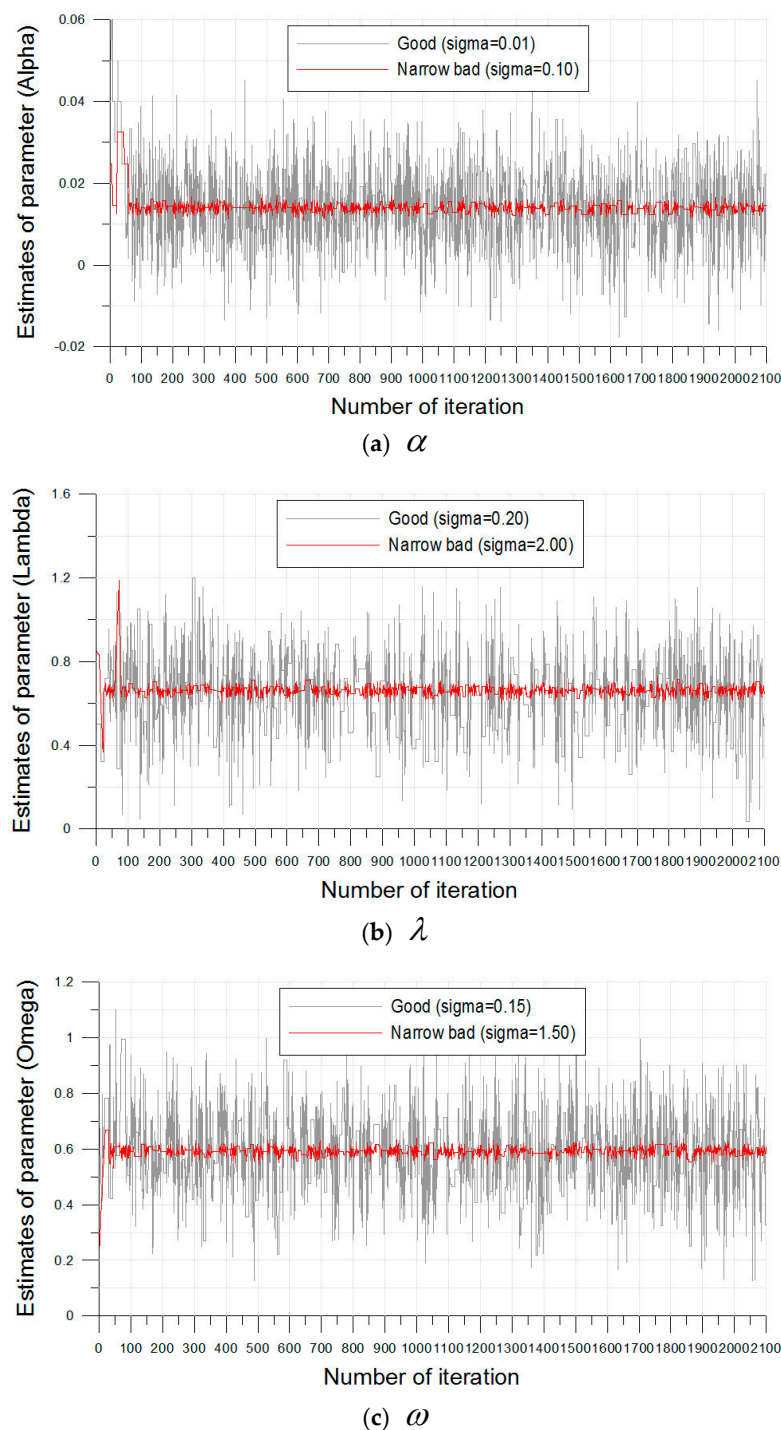 0.06
Good (sigma=0.01)
Narrow bad (sigma=0.10)
0.04
0.02
0
-0.02
Estimates of parameter (Alpha)
0 100 200 300 400 500 600 700 800 900 1000 1100 1200 1300 1400 1500 1600 1700 1800 1900 2000 2100
Number of iteration
(a) α
1.6
Good (sigma=0.20)
Narrow bad (sigma=2.00)
1.2
0.8
0.4
0
Estimates of parameter (Lambda)
0 100 200 300 400 500 600 700 800 900 1000 1100 1200 1300 1400 1500 1600 1700 1800 1900 2000 2100
Number of iteration
(b) λ
1.2
Good (sigma=0.15)
Narrow bad (sigma=1.50)
1
0.8
0.6
0.4
0.2
0
Estimates of parameter (Omega)
0 100 200 300 400 500 600 700 800 900 1000 1100 1200 1300 1400 1500 1600 1700 1800 1900 2000 2100
Number of iteration
(c) ω